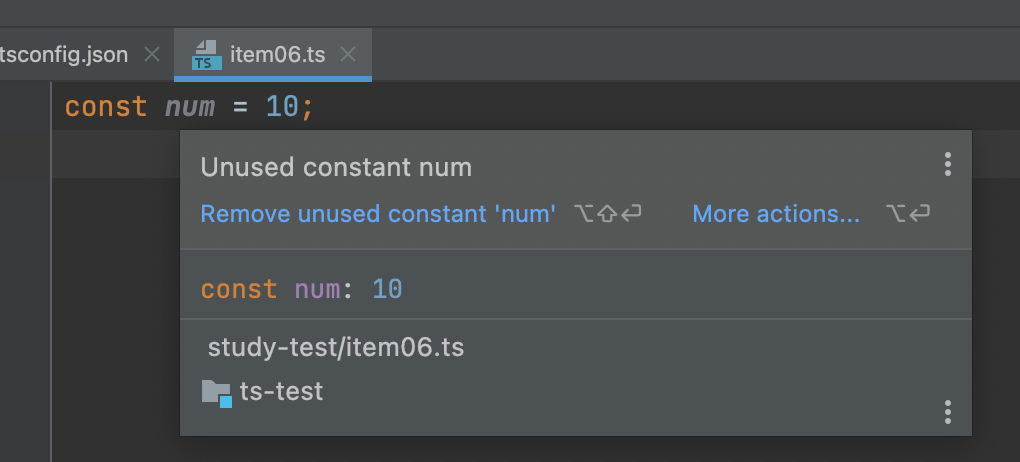 tsconfig.json × TS item06.ts ×
const num = 10;
Unused constant num
Remove unused constant 'num' ⌥⇧⏎ More actions... ⌥⏎
const num: 10
study-test/item06.ts
ts-test